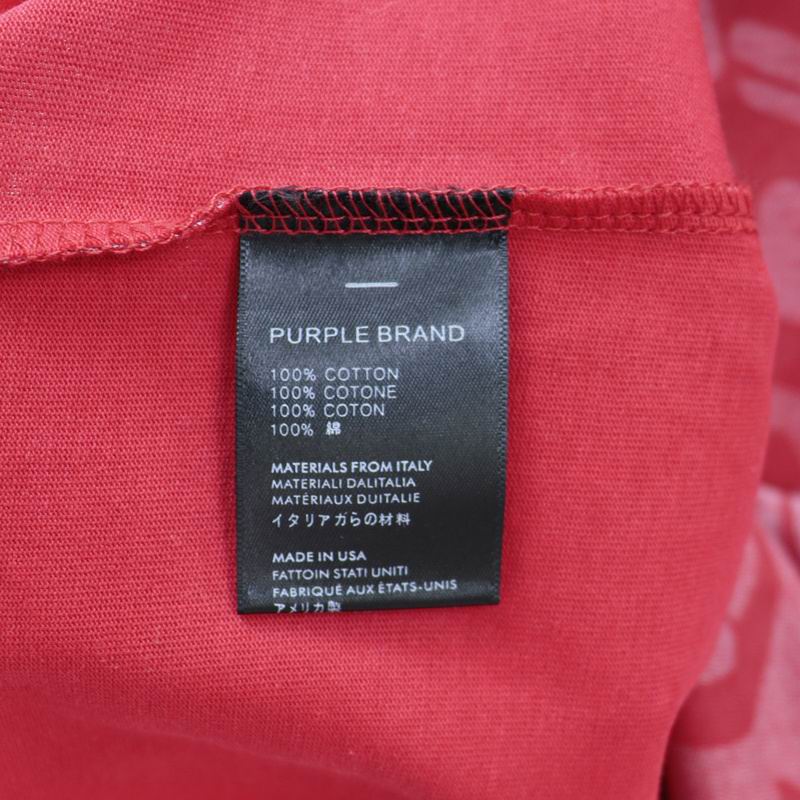 PURPLE BRAND
100% COTTON
100% COTONE
100% COTON
100% 綿
MATERIALS FROM ITALY
MATERIALI DALITALIA
MATÉRIAUX DUITALIE
イタリアガらの材料
MADE IN USA
FATTOIN STATI UNITI
FABRIQUÉ AUX ÉTATS-UNIS
アメリカ製